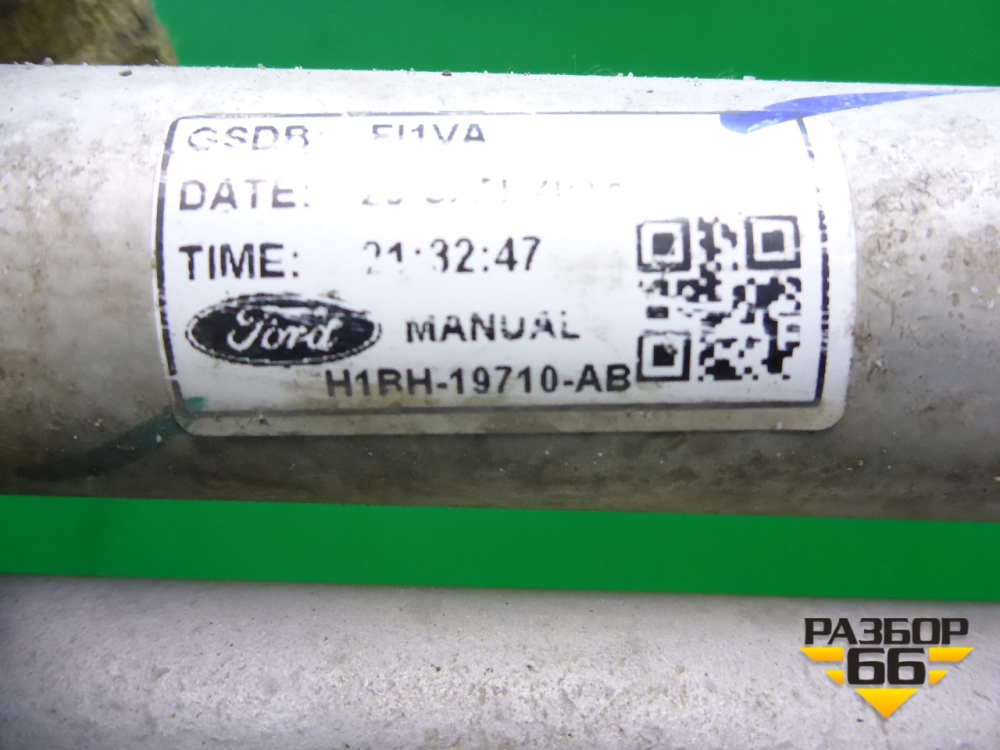 GSDB:
DATE:
TIME: 21:32:47
Ford MANUAL
H1BH-19710-AB
РАЗБОР
66